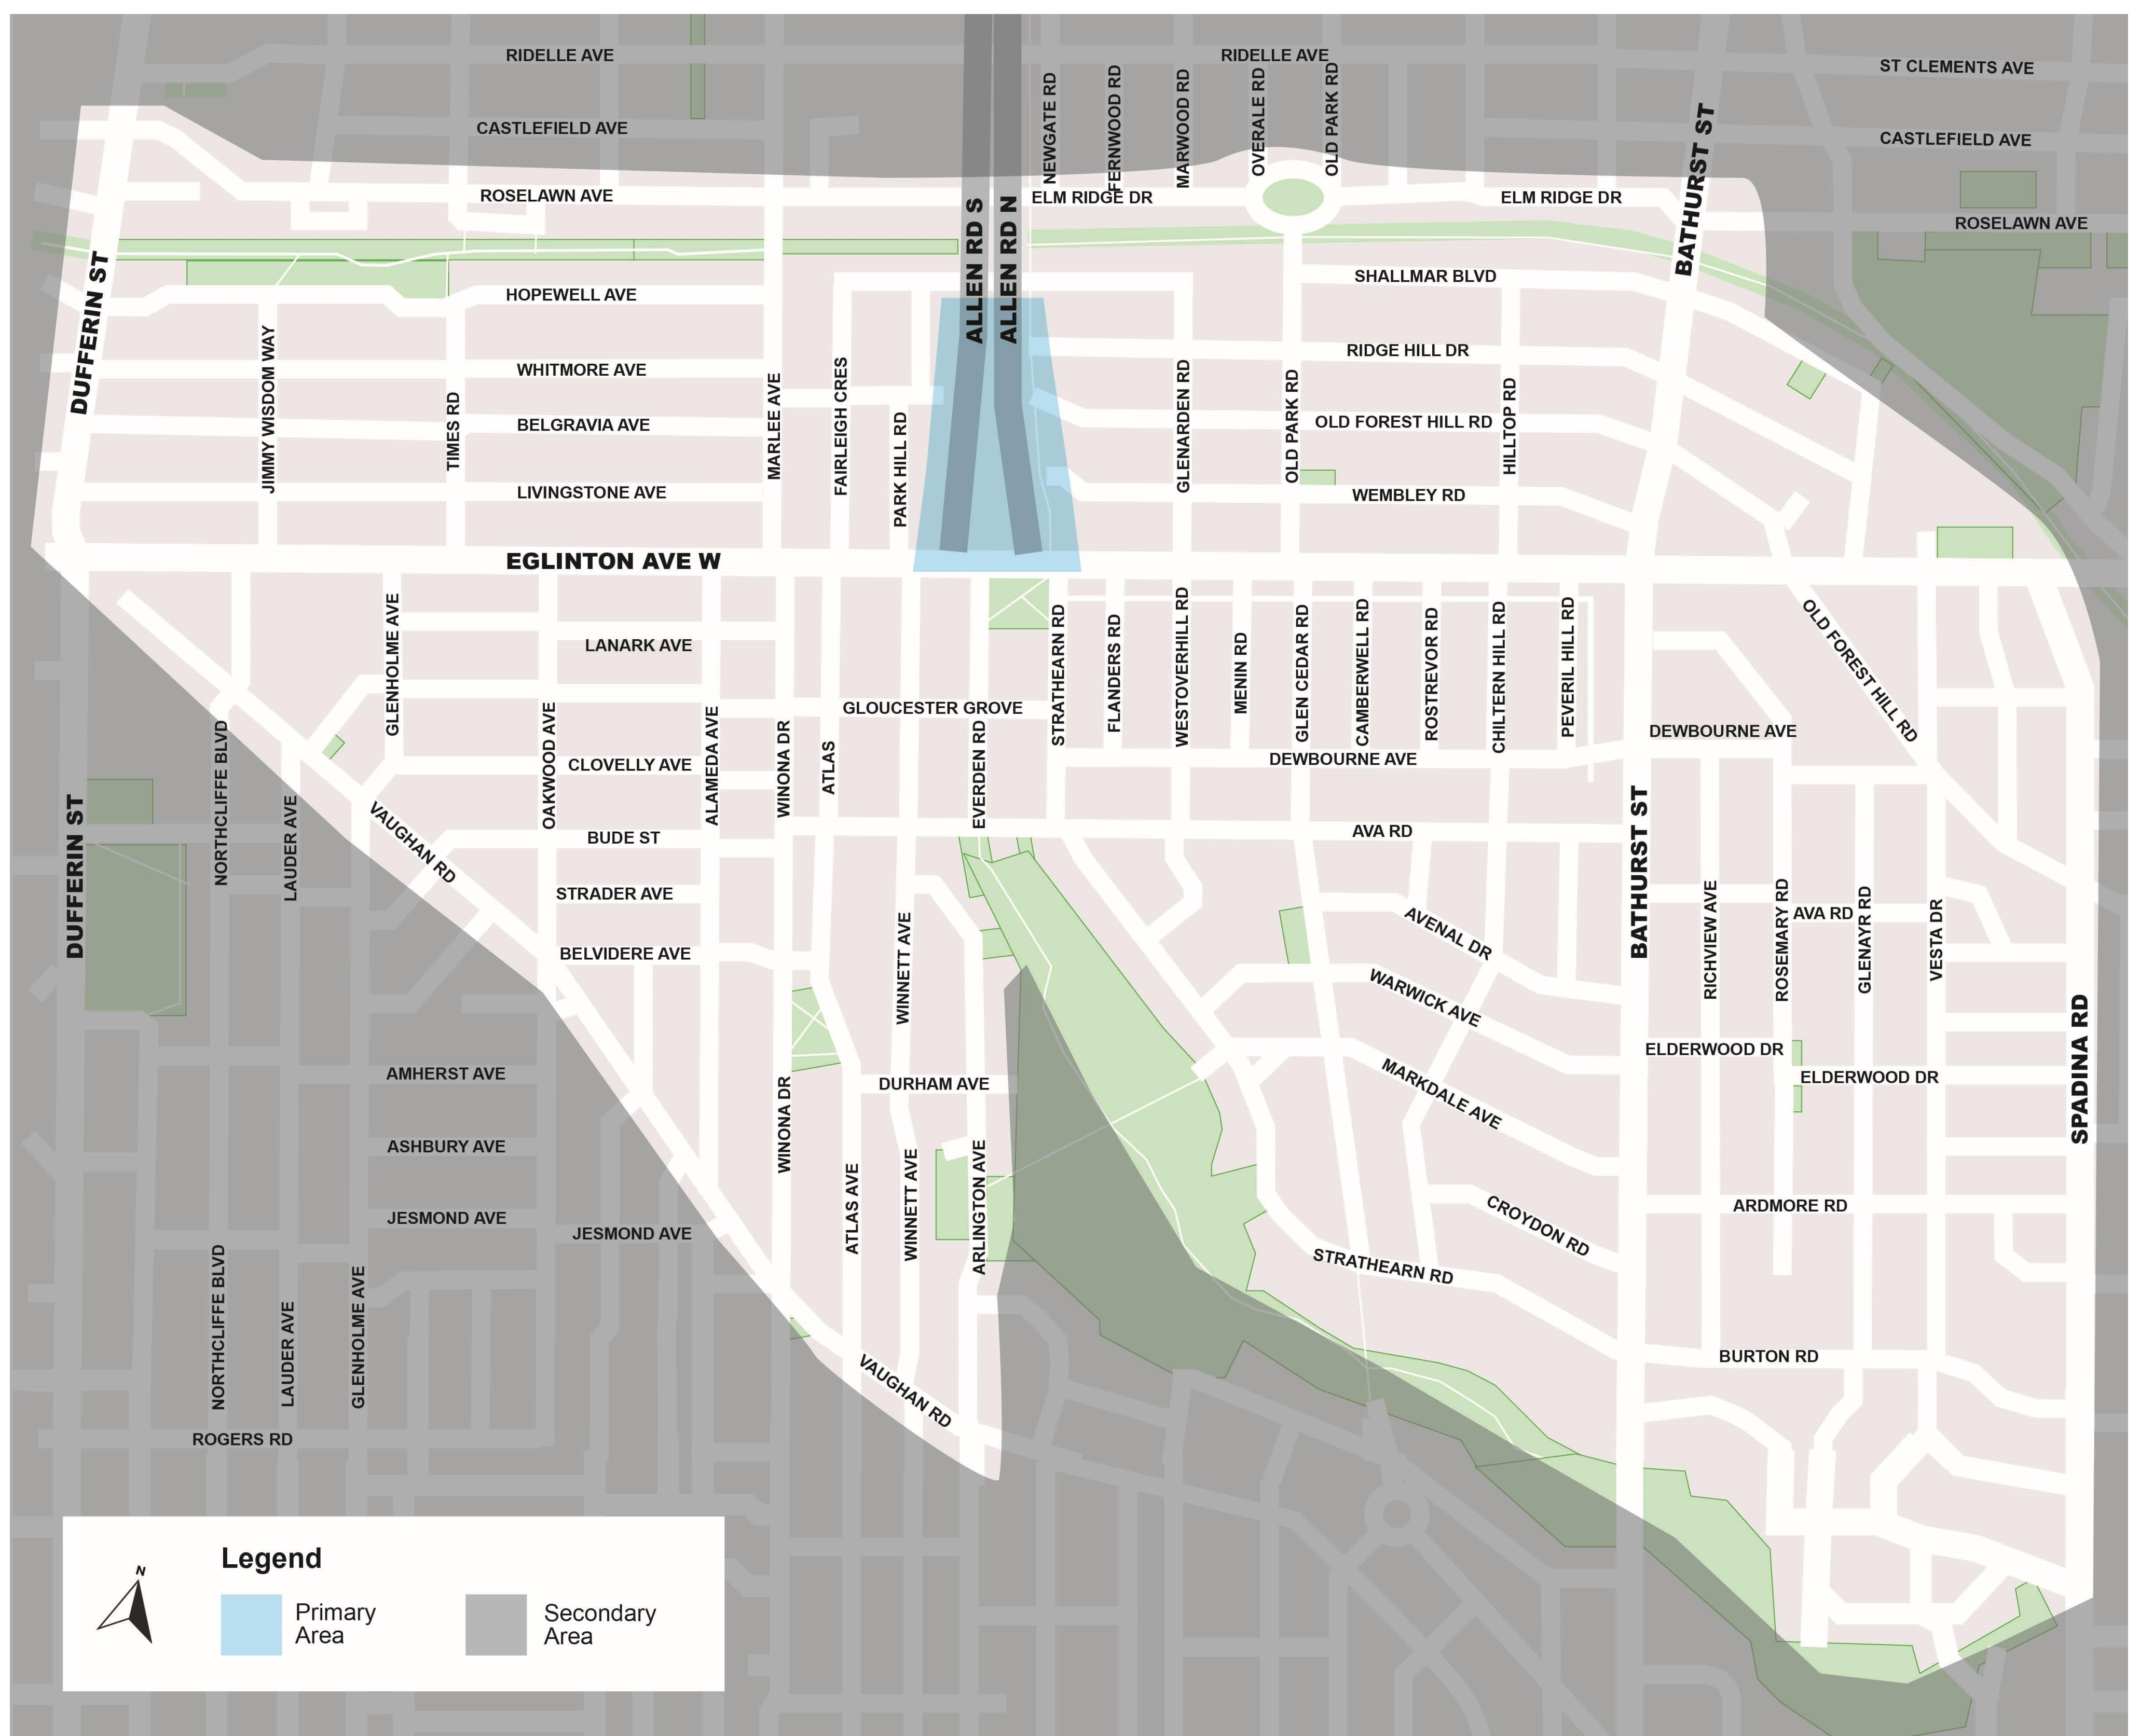 RIDELLE AVE
RIDELLE AVE
ST CLEMENTS AVE
NEWGATE RD
FERNWOOD RD
MARWOOD RD
OVERALE RD
OLD PARK RD
CASTLEFIELD AVE
CASTLEFIELD AVE
BATHURST ST
ROSELAWN AVE
ELM RIDGE DR
ELM RIDGE DR
ROSELAWN AVE
ALLEN RD S
ALLEN RD N
DUFFERIN ST
SHALLMAR BLVD
HOPEWELL AVE
RIDGE HILL DR
WHITMORE AVE
JIMMY WISDOM WAY
TIMES RD
MARLEE AVE
FAIRLEIGH CRES
PARK HILL RD
GLENARDEN RD
OLD PARK RD
HILLTOP RD
BELGRAVIA AVE
OLD FOREST HILL RD
LIVINGSTONE AVE
WEMBLEY RD
EGLINTON AVE W
GLENHOLME AVE
LANARK AVE
STRATHEARN RD
FLANDERS RD
WESTOVERHILL RD
MENIN RD
GLEN CEDAR RD
CAMBERWELL RD
ROSTREVOR RD
CHILTERN HILL RD
PEVERIL HILL RD
OLD FOREST HILL RD
GLOUCESTER GROVE
NORTHCLIFFE BLVD
OAKWOOD AVE
ALAMEDA AVE
WINONA DR
ATLAS
EVERDEN RD
DEWBOURNE AVE
DEWBOURNE AVE
CLOVELLY AVE
LAUDER AVE
VAUGHAN RD
DUFFERIN ST
BUDE ST
AVA RD
BATHURST ST
STRADER AVE
AVENAL DR
RICHVIEW AVE
ROSEMARY RD
AVA RD
GLENAYR RD
VESTA DR
BELVIDERE AVE
WINNETT AVE
WARWICK AVE
SPADINA RD
ELDERWOOD DR
ELDERWOOD DR
AMHERST AVE
DURHAM AVE
MARKDALE AVE
WINONA DR
ASHBURY AVE
ATLAS AVE
WINNETT AVE
ARLINGTON AVE
JESMOND AVE
JESMOND AVE
CROYDON RD
ARDMORE RD
STRATHEARN RD
NORTHCLIFFE BLVD
LAUDER AVE
GLENHOLME AVE
VAUGHAN RD
BURTON RD
ROGERS RD
Legend
N
Primary
Area
Secondary
Area